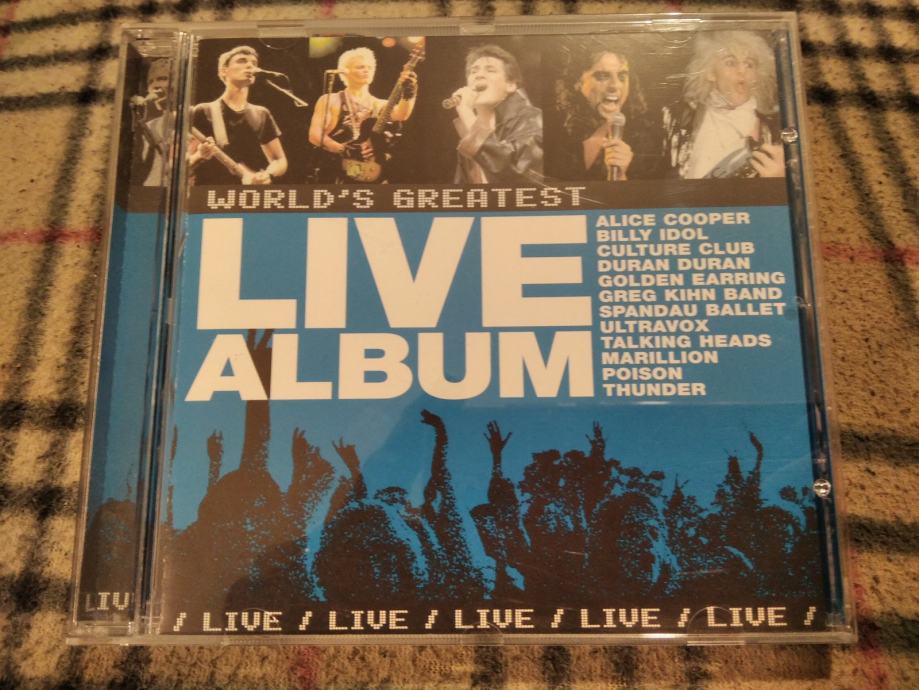 WORLD'S GREATEST
LIVE
ALBUM
ALICE COOPER
BILLY IDOL
CULTURE CLUB
DURAN DURAN
GOLDEN EARRING
GREG KIHN BAND
SPANDAU BALLET
ULTRAVOX
TALKING HEADS
MARILLION
POISON
THUNDER
LIV / LIVE / LIVE / LIVE / LIVE / LIVE /